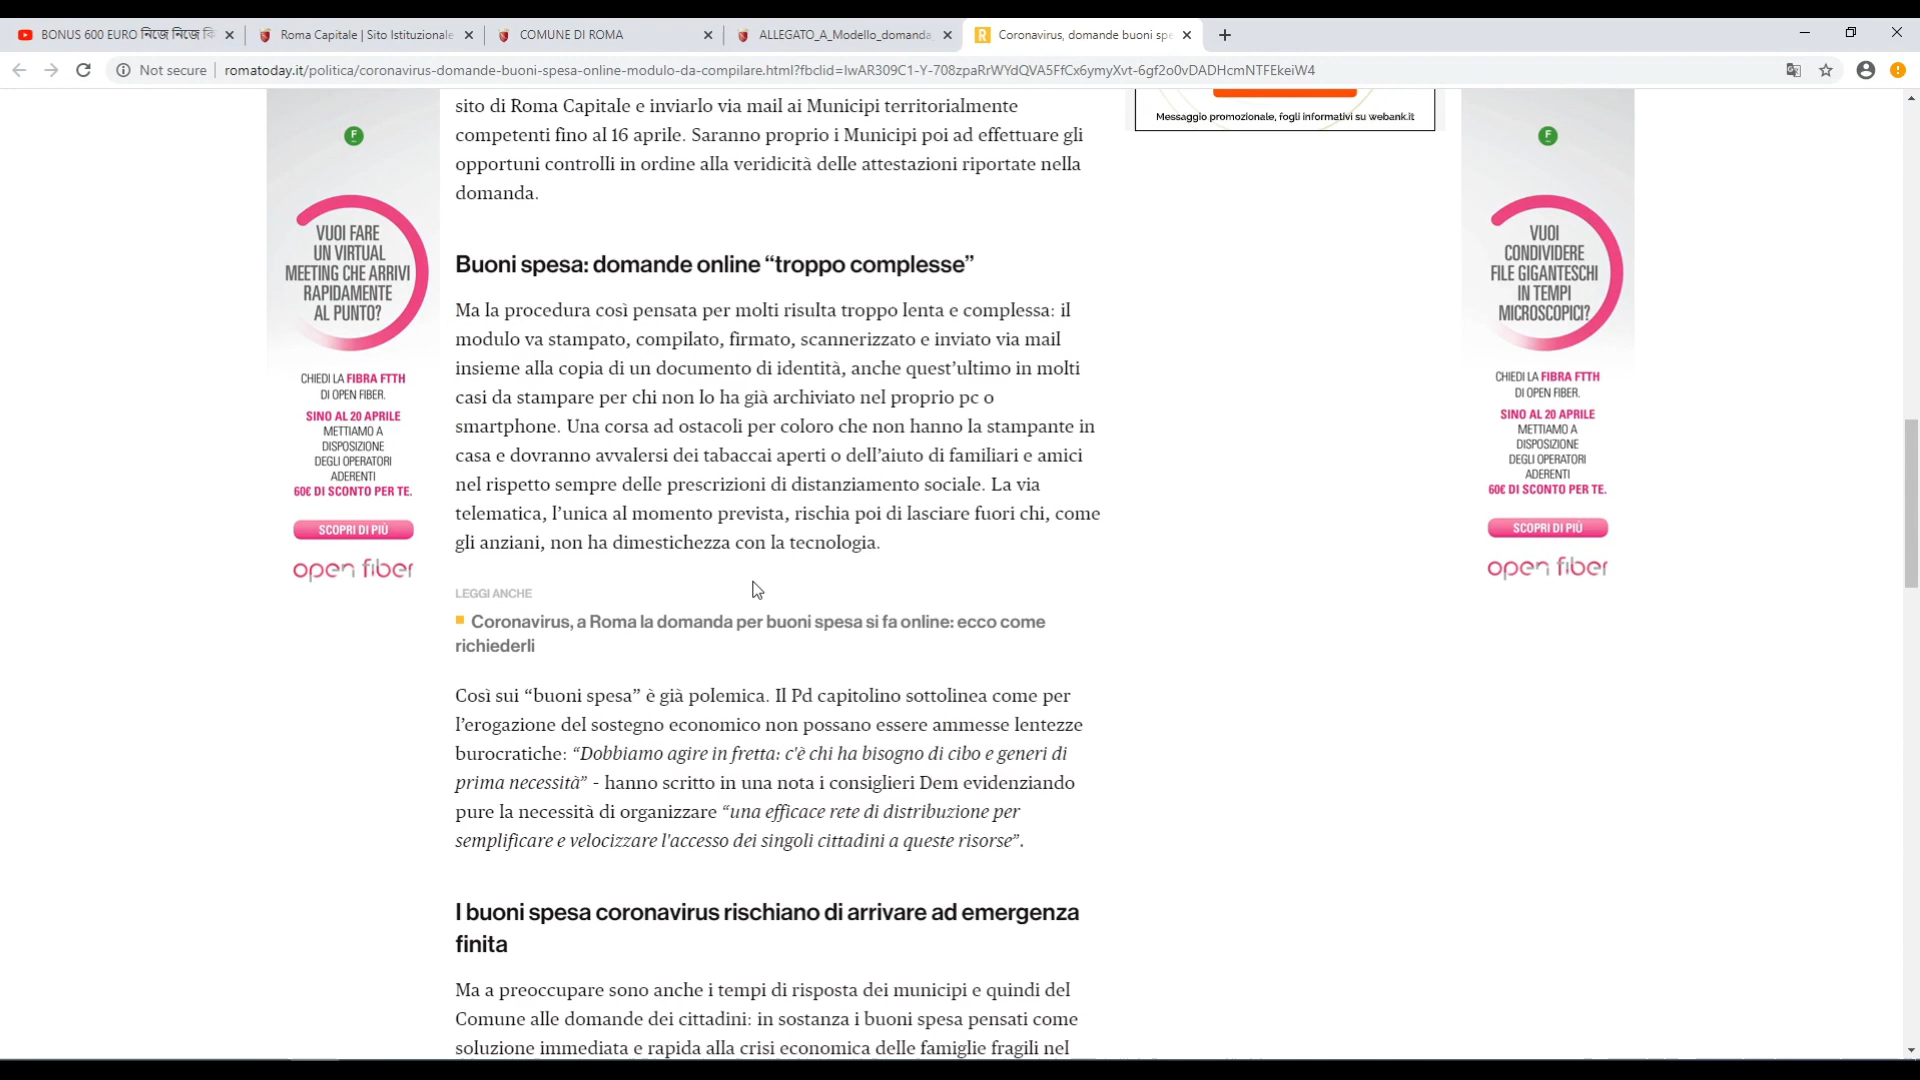 BONUS 600 EURO নিজে নিজে
Roma Capitale | Sito Istituzionale
COMUNE DI ROMA
ALLEGATO_A_Modello_domanda_
Coronavirus, domande buoni spe
Not secure
romatoday.it/politica/coronavirus-domande-buoni-spesa-online-modulo-da-compilare.html?fbclid=IwAR309C1-Y-708zpaRrWYdQVA5FfCx6ymyXvt-6gf2o0vDADHcmNTFEkeiW4
sito di Roma Capitale e inviarlo via mail ai Municipi territorialmente
competenti fino al 16 aprile. Saranno proprio i Municipi poi ad effettuare gli
opportuni controlli in ordine alla veridicità delle attestazioni riportate nella
domanda.
Buoni spesa: domande online “troppo complesse”
Ma la procedura così pensata per molti risulta troppo lenta e complessa: il
modulo va stampato, compilato, firmato, scannerizzato e inviato via mail
insieme alla copia di un documento di identità, anche quest’ultimo in molti
casi da stampare per chi non lo ha già archiviato nel proprio pc o
smartphone. Una corsa ad ostacoli per coloro che non hanno la stampante in
casa e dovranno avvalersi dei tabaccai aperti o dell’aiuto di familiari e amici
nel rispetto sempre delle prescrizioni di distanziamento sociale. La via
telematica, l’unica al momento prevista, rischia poi di lasciare fuori chi, come
gli anziani, non ha dimestichezza con la tecnologia.
LEGGI ANCHE
Coronavirus, a Roma la domanda per buoni spesa si fa online: ecco come
richiederli
Così sui “buoni spesa” è già polemica. Il Pd capitolino sottolinea come per
l’erogazione del sostegno economico non possano essere ammesse lentezze
burocratiche: “Dobbiamo agire in fretta: c'è chi ha bisogno di cibo e generi di
prima necessità” - hanno scritto in una nota i consiglieri Dem evidenziando
pure la necessità di organizzare “una efficace rete di distribuzione per
semplificare e velocizzare l'accesso dei singoli cittadini a queste risorse”.
I buoni spesa coronavirus rischiano di arrivare ad emergenza
finita
Ma a preoccupare sono anche i tempi di risposta dei municipi e quindi del
Comune alle domande dei cittadini: in sostanza i buoni spesa pensati come
soluzione immediata e rapida alla crisi economica delle famiglie fragili nel
F
VUOI FARE
UN VIRTUAL
MEETING CHE ARRIVI
RAPIDAMENTE
AL PUNTO?
CHIEDI LA FIBRA FTTH
DI OPEN FIBER.
SINO AL 20 APRILE
METTIAMO A
DISPOSIZIONE
DEGLI OPERATORI
ADERENTI
60€ DI SCONTO PER TE.
SCOPRI DI PIÙ
open fiber
Messaggio promozionale, fogli informativi su webank.it
F
VUOI
CONDIVIDERE
FILE GIGANTESCHI
IN TEMPI
MICROSCOPICI?
CHIEDI LA FIBRA FTTH
DI OPEN FIBER.
SINO AL 20 APRILE
METTIAMO A
DISPOSIZIONE
DEGLI OPERATORI
ADERENTI
60€ DI SCONTO PER TE.
SCOPRI DI PIÙ
open fiber